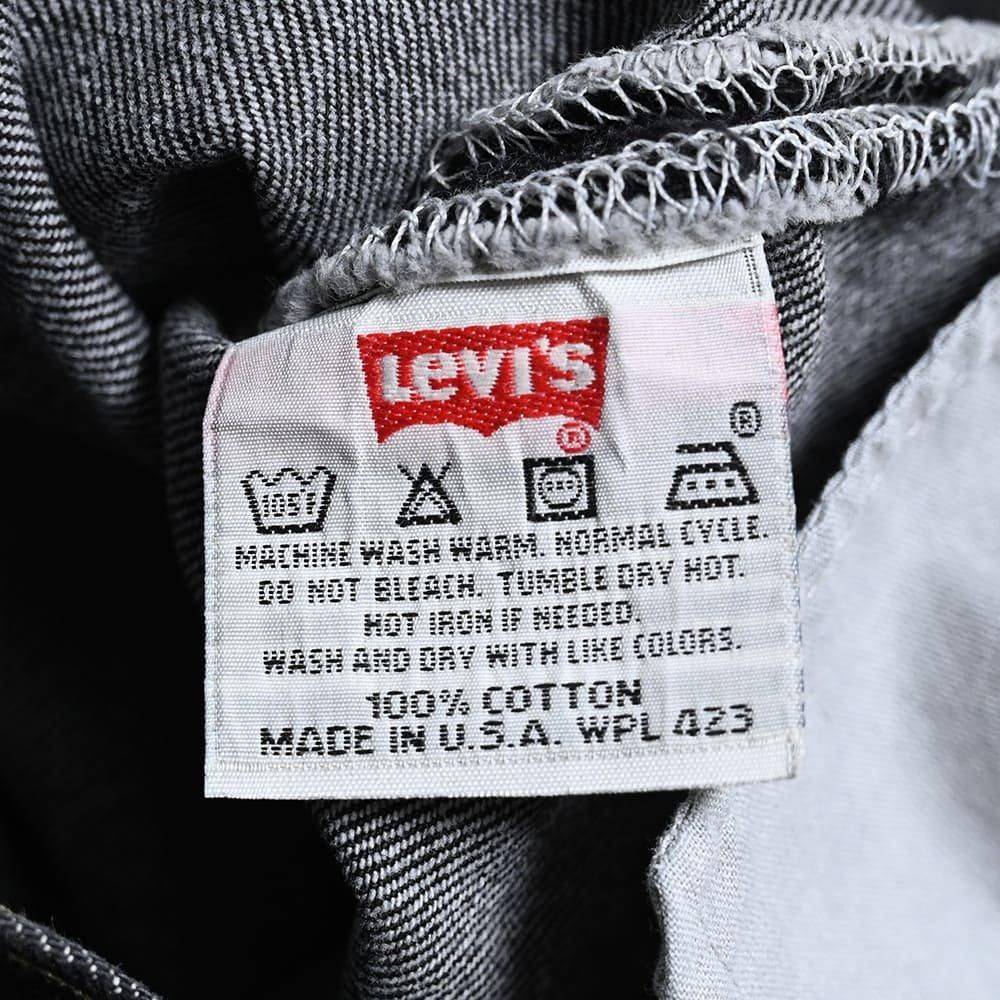 Levi's
®
®
105F
MACHINE WASH WARM. NORMAL CYCLE.
DO NOT BLEACH. TUMBLE DRY HOT.
HOT IRON IF NEEDED.
WASH AND DRY WITH LIKE COLORS.
100% COTTON
MADE IN U.S.A. WPL 423